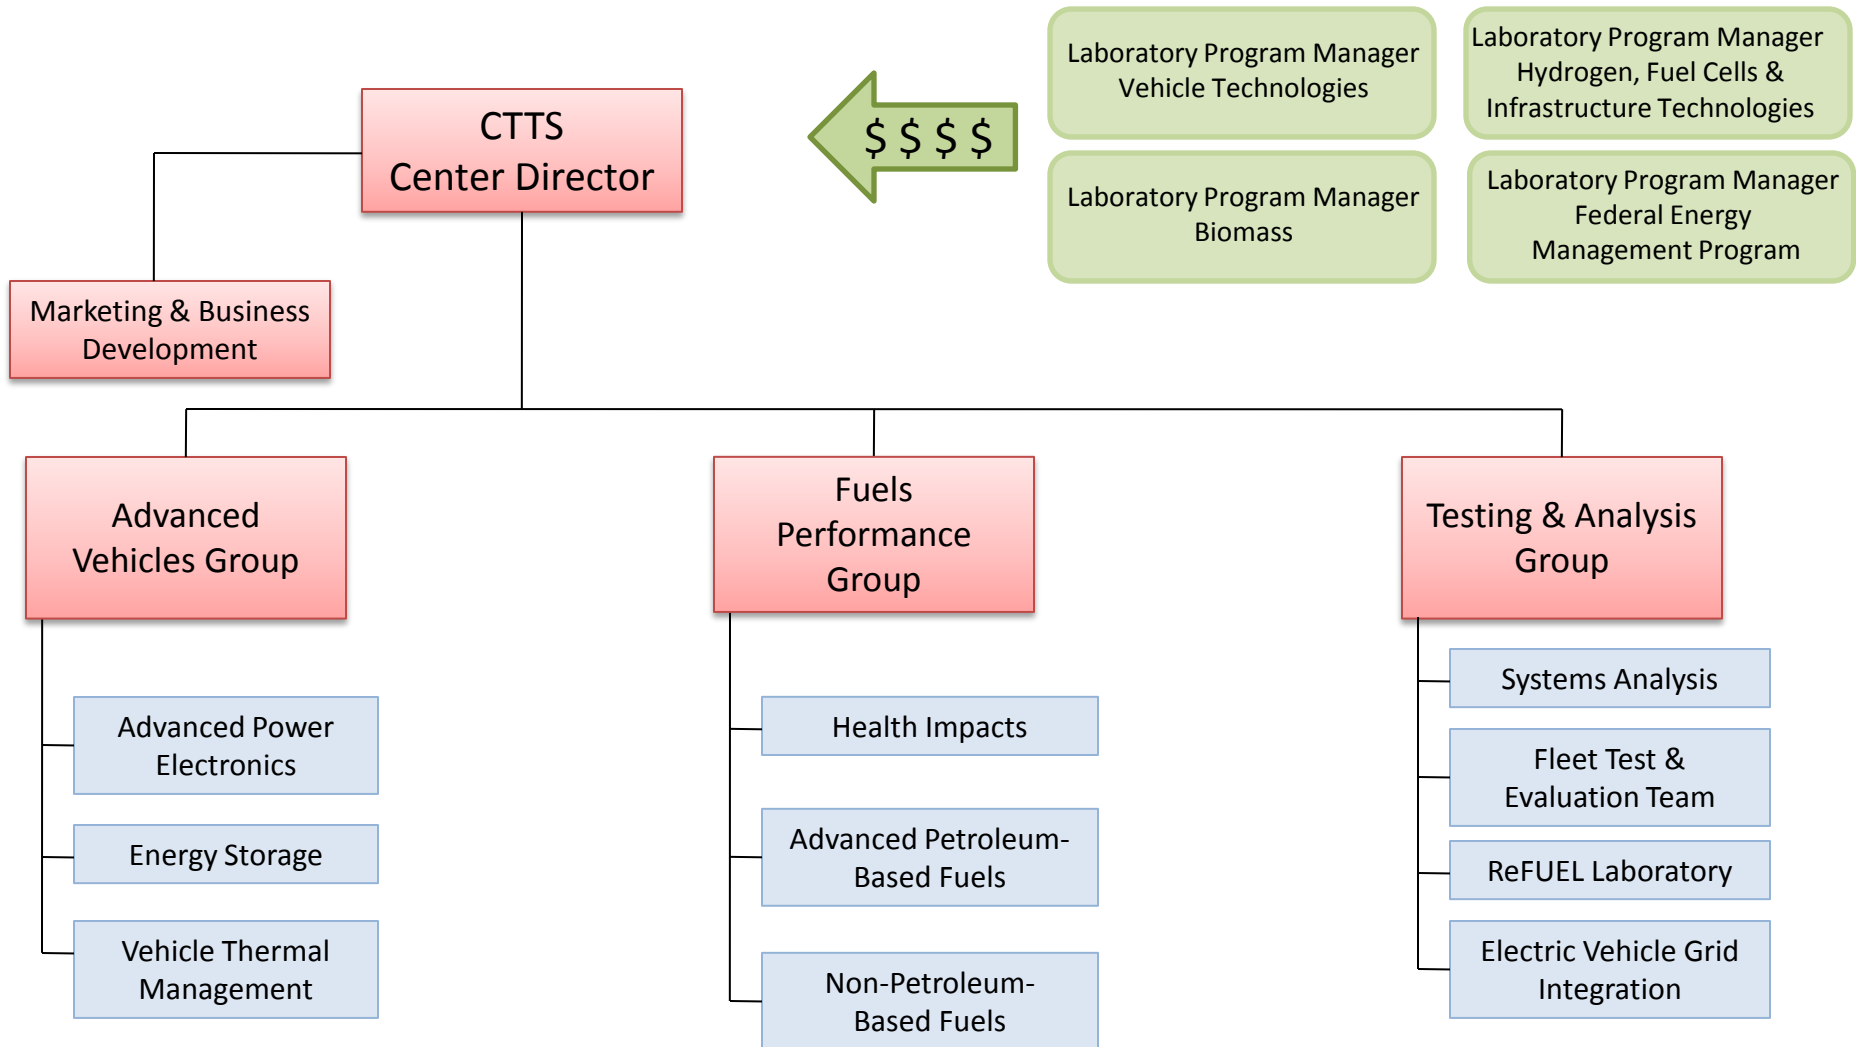 CTTS
Center Director
$ $ $ $
Laboratory Program Manager
Vehicle Technologies
Laboratory Program Manager
Hydrogen, Fuel Cells &
Infrastructure Technologies
Laboratory Program Manager
Biomass
Laboratory Program Manager
Federal Energy
Management Program
Marketing & Business
Development
Advanced
Vehicles Group
Fuels
Performance
Group
Testing & Analysis
Group
Advanced Power
Electronics
Energy Storage
Vehicle Thermal
Management
Health Impacts
Advanced Petroleum-
Based Fuels
Non-Petroleum-
Based Fuels
Systems Analysis
Fleet Test &
Evaluation Team
ReFUEL Laboratory
Electric Vehicle Grid
Integration